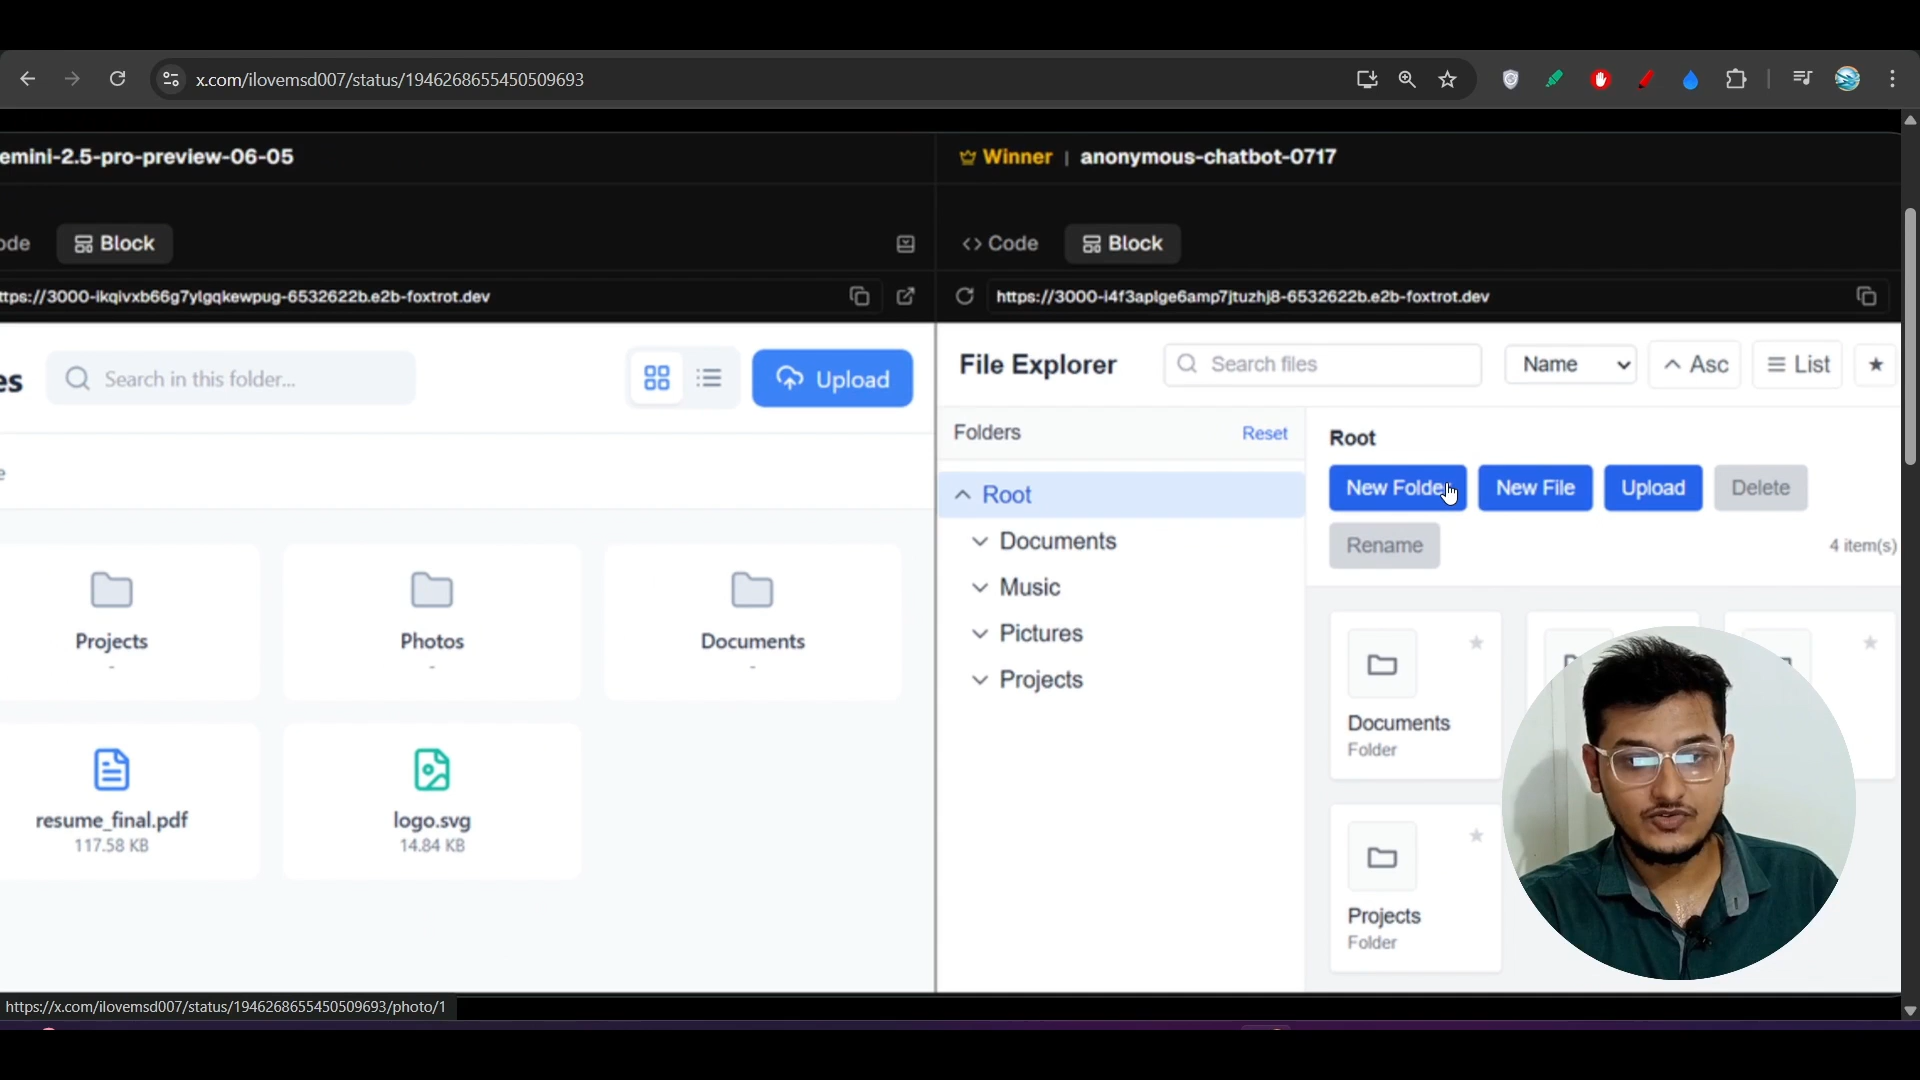 x.com/ilovemsd007/status/1946268655450509693
emini-2.5-pro-preview-06-05
Winner | anonymous-chatbot-0717
ode
Block
<> Code
Block
ttps://3000-ikqivxb66g7ylgqkewpug-6532622b.e2b-foxtrot.dev
https://3000-i4f3aplge6amp7jtuzhj8-6532622b.e2b-foxtrot.dev
es
Search in this folder...
Upload
e
Projects
-
Photos
-
Documents
-
resume_final.pdf
117.58 KB
logo.svg
14.84 KB
File Explorer
Search files
Name
Asc
List
Folders
Reset
Root
Documents
Music
Pictures
Projects
Root
New Folder
New File
Upload
Delete
Rename
4 item(s)
Documents
Folder
Projects
Folder
https://x.com/ilovemsd007/status/1946268655450509693/photo/1